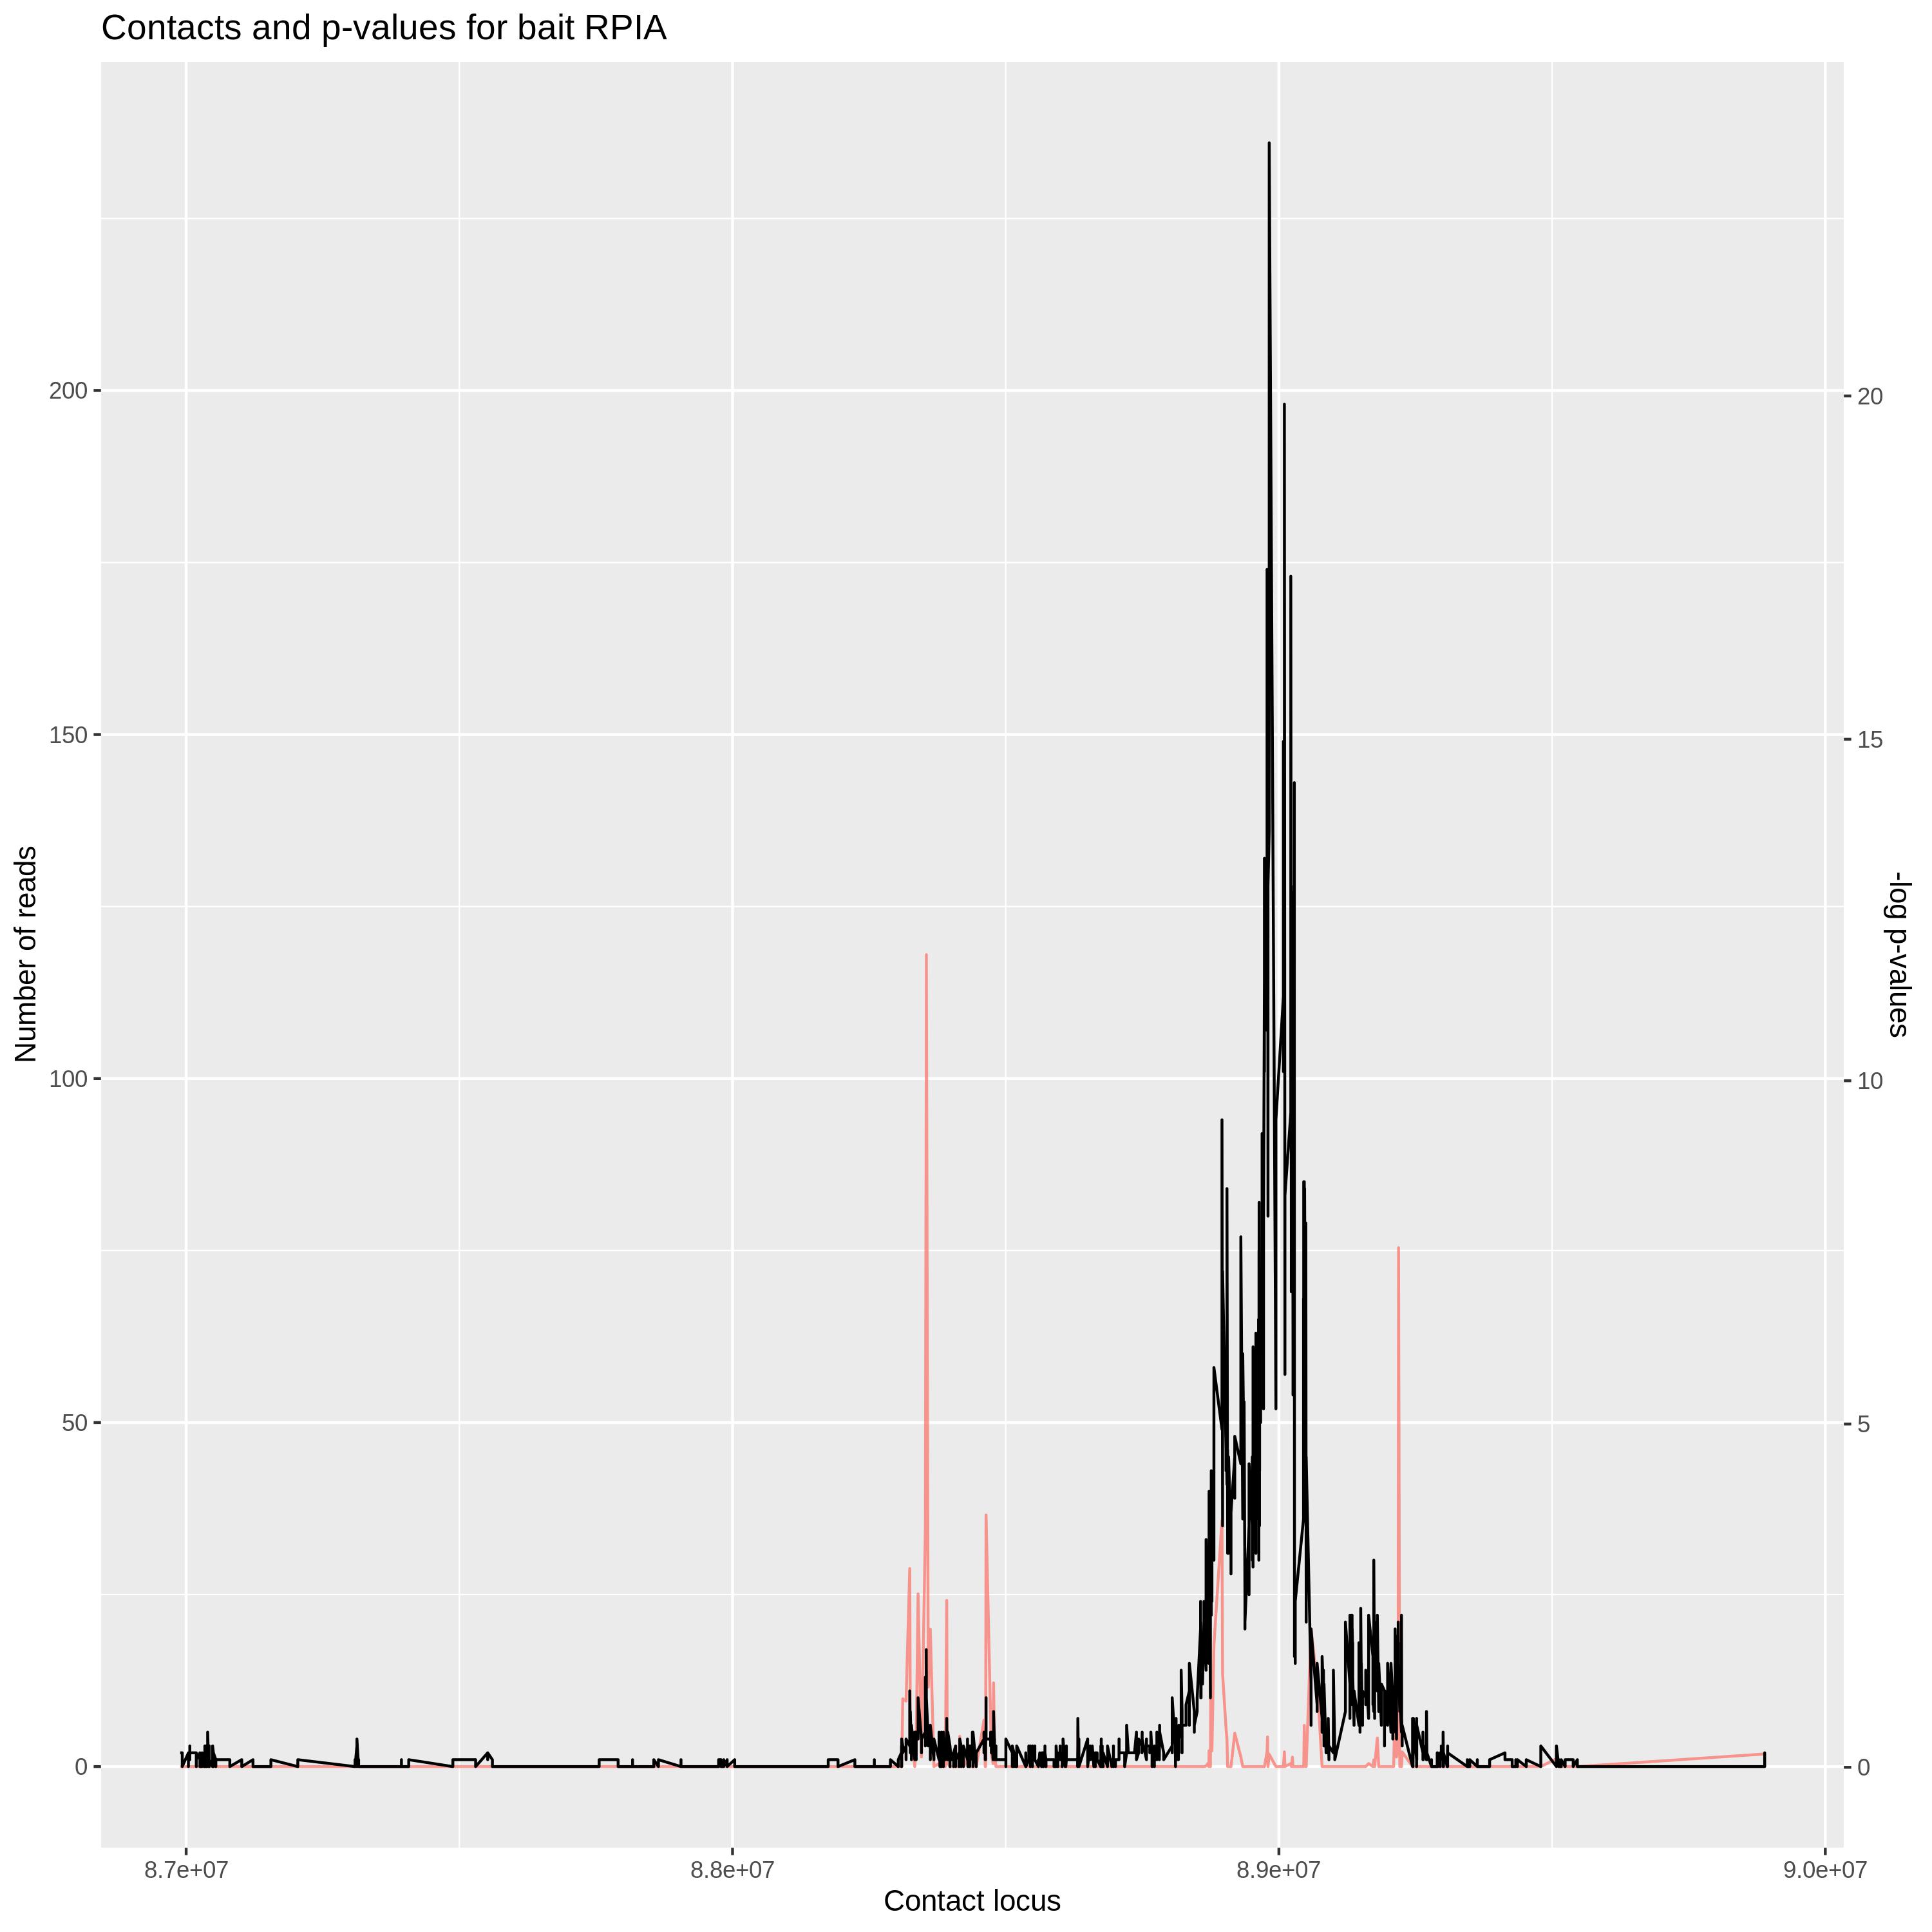 Contacts and p-values for bait RPIA
200
150
100
50
0
Number of reads
20
15
10
5
0
-log p-values
8.7e+07
8.8e+07
8.9e+07
9.0e+07
Contact locus